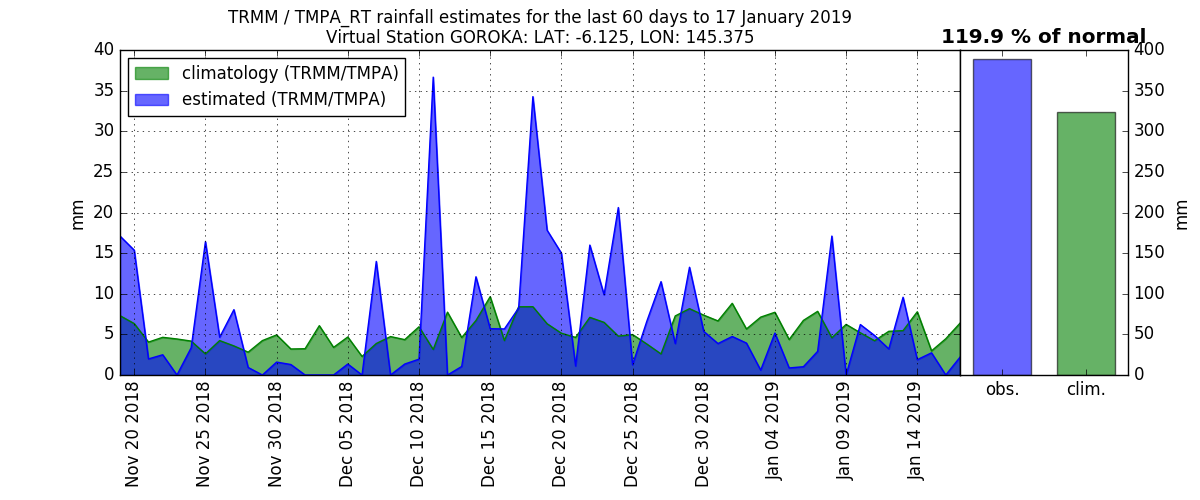 TRMM / TMPA_RT rainfall estimates for the last 60 days to 17 January 2019
Virtual Station GOROKA: LAT: -6.125, LON: 145.375
119.9 % of normal
climatology (TRMM/TMPA)
estimated (TRMM/TMPA)
mm
40
35
30
25
20
15
10
5
0
Nov 20 2018
Nov 25 2018
Nov 30 2018
Dec 05 2018
Dec 10 2018
Dec 15 2018
Dec 20 2018
Dec 25 2018
Dec 30 2018
Jan 04 2019
Jan 09 2019
Jan 14 2019
obs.
clim.
400
350
300
250
200
150
100
50
0
mm